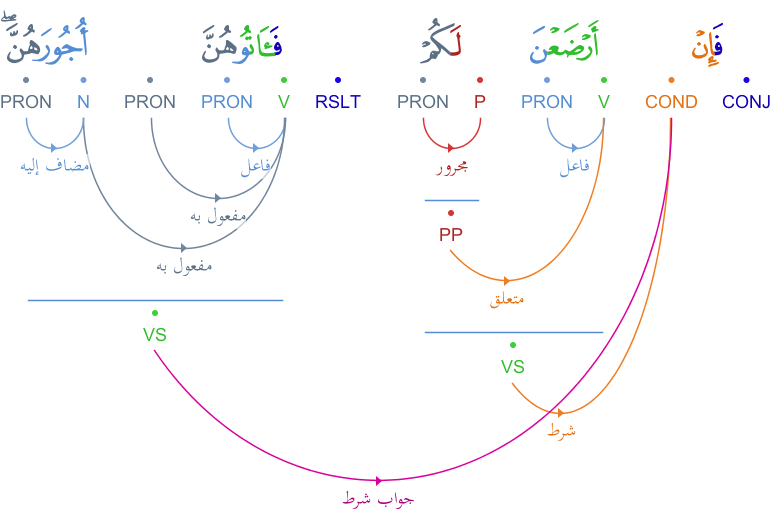 فَإِنْ أَرْضَعْنَ لَكُمْ فَـَٔاتُوهُنَّ أُجُورَهُنَّ ۖ
PRON N PRON PRON V RSLT PRON P PRON V COND CONJ
مضاف إليه فاعل مجرور فاعل
مفعول به
PP
مفعول به
متعلق
VS
VS
شرط
جواب شرط